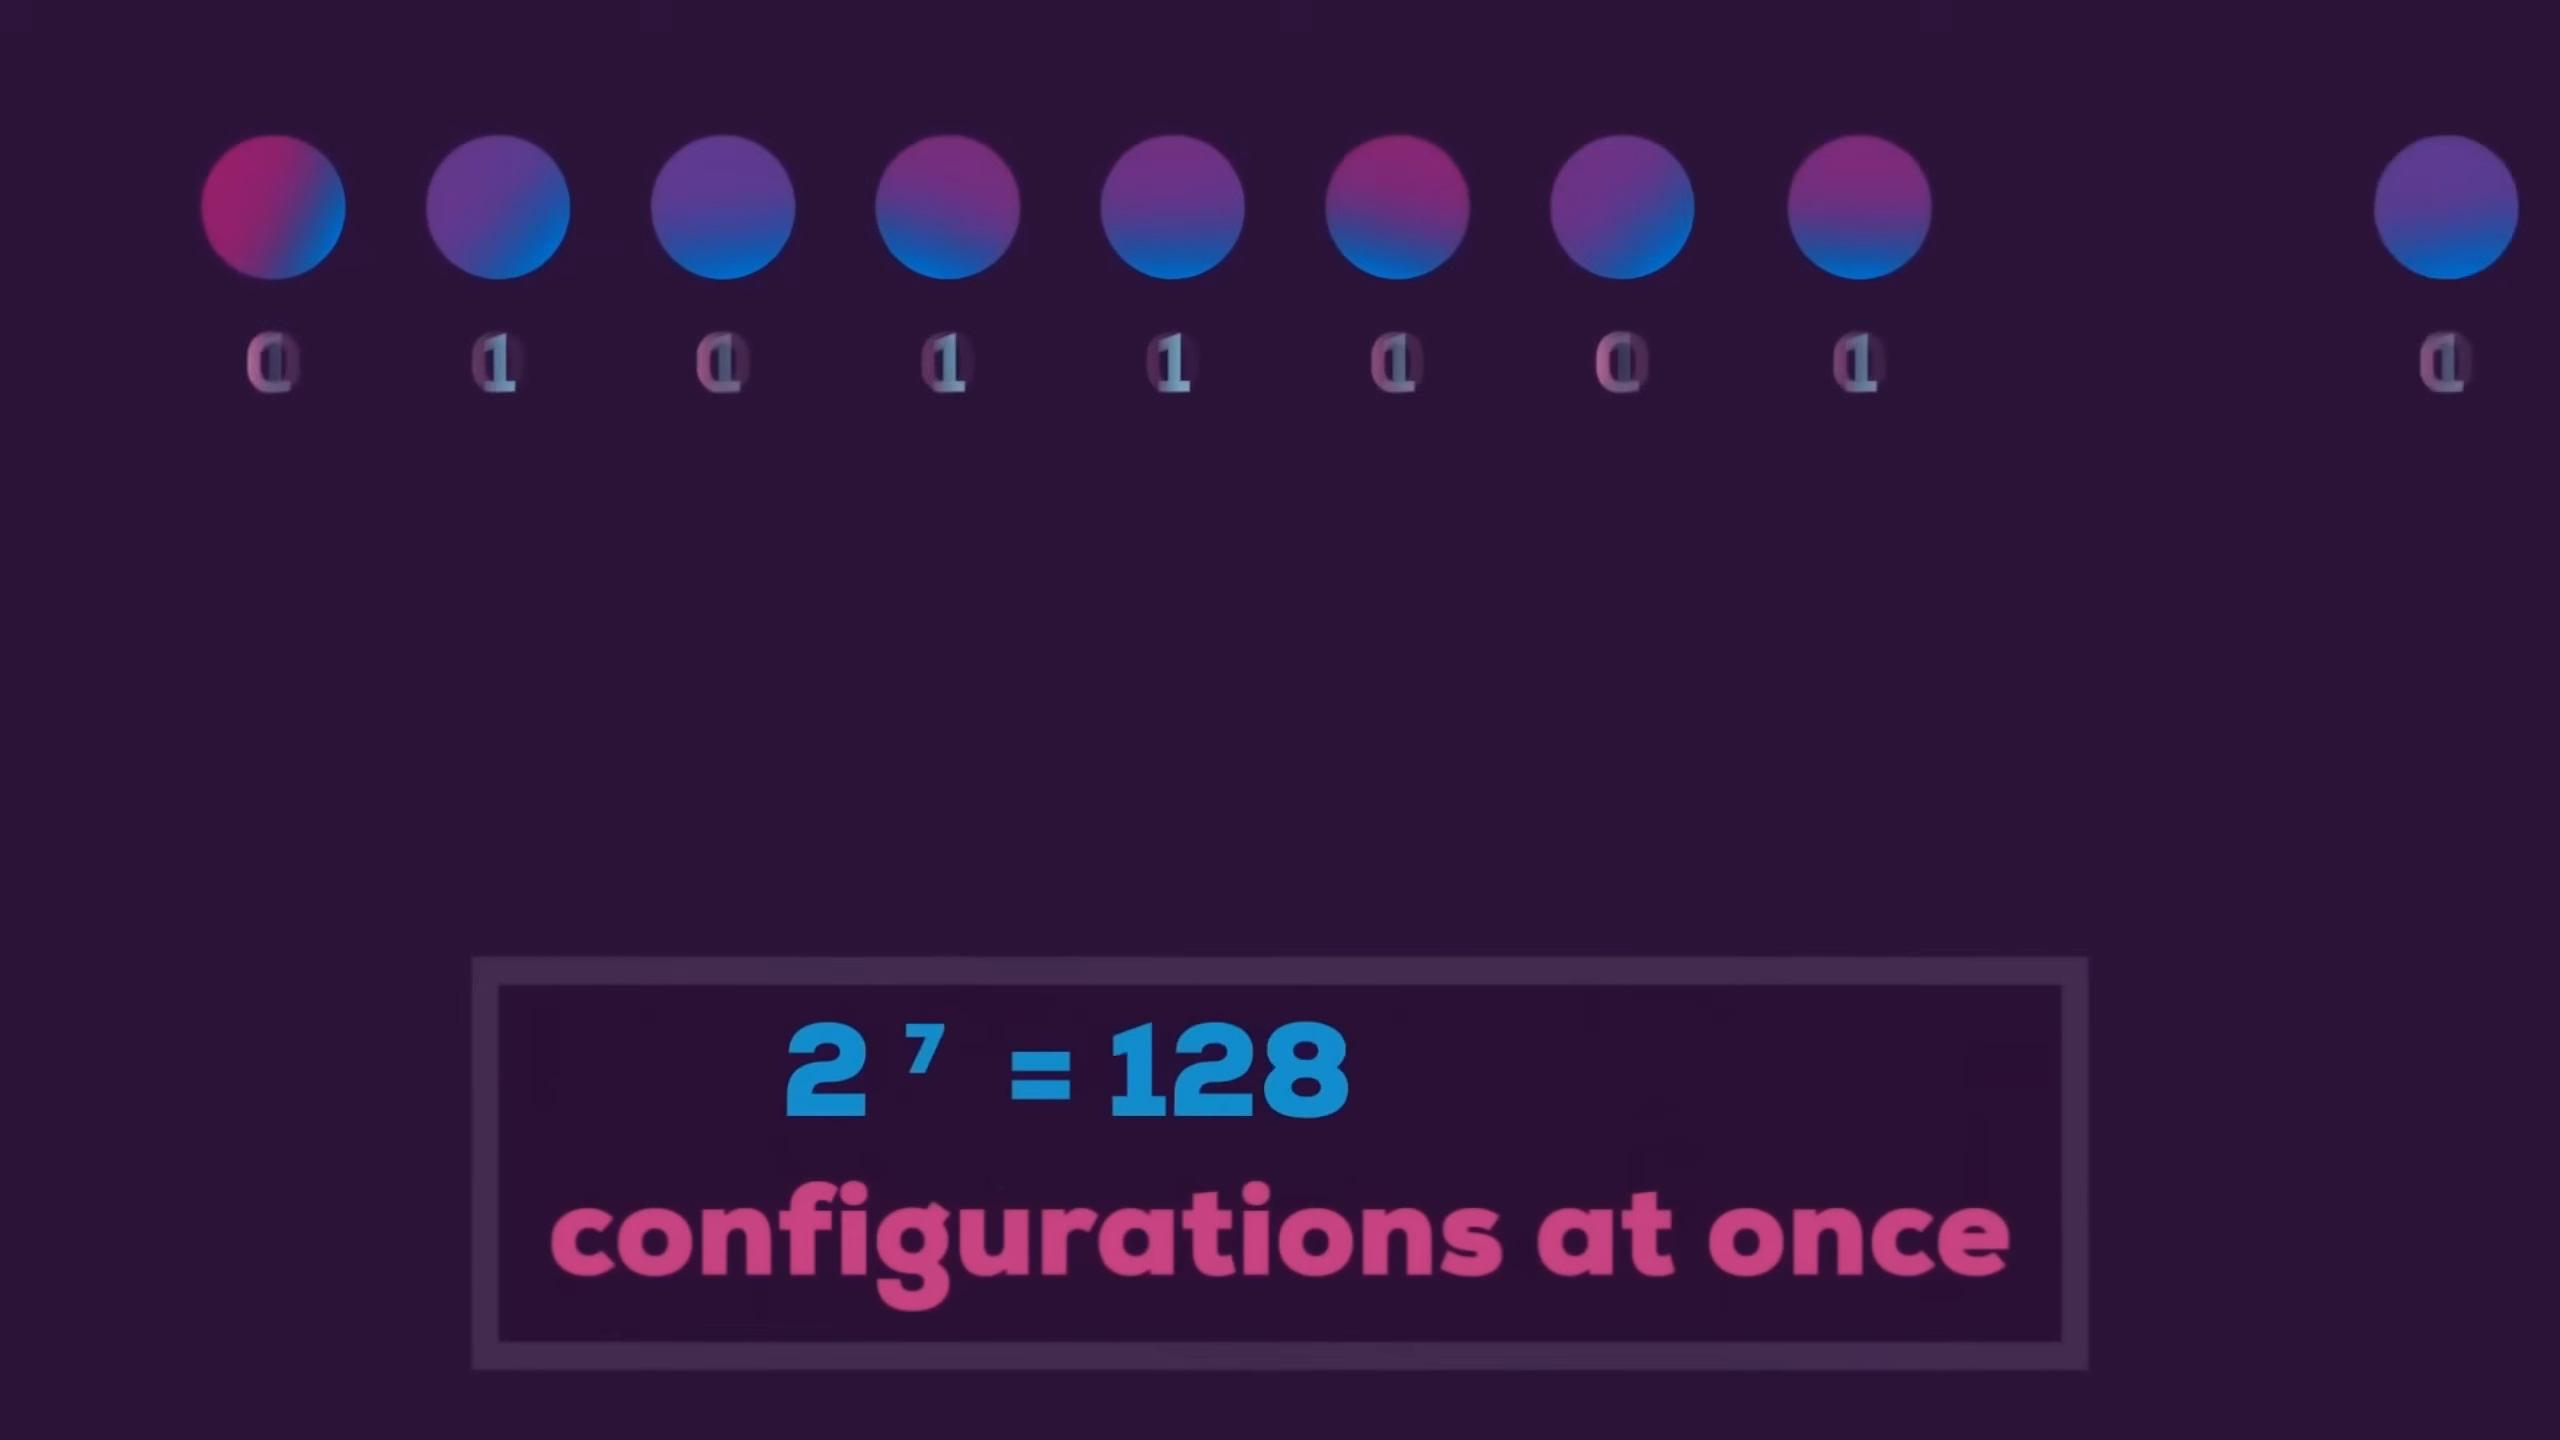 2⁷ = 128
configurations at once